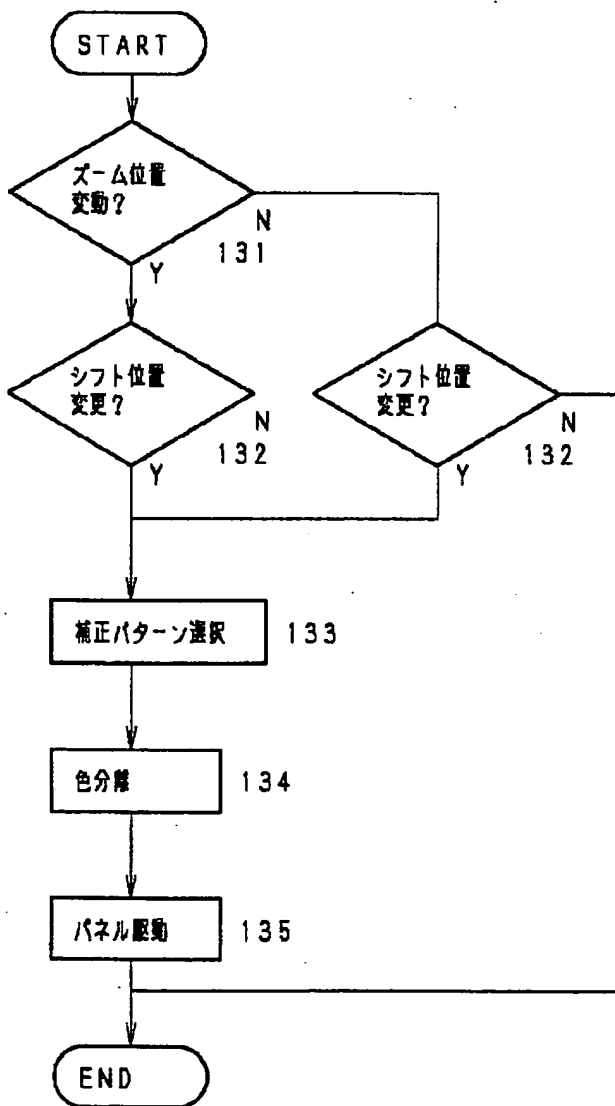 START
ズーム位置
変動?
N
131
Y
シフト位置
変更?
N
132
Y
シフト位置
変更?
N
132
Y
補正パターン選択
133
色分離
134
パネル駆動
135
END